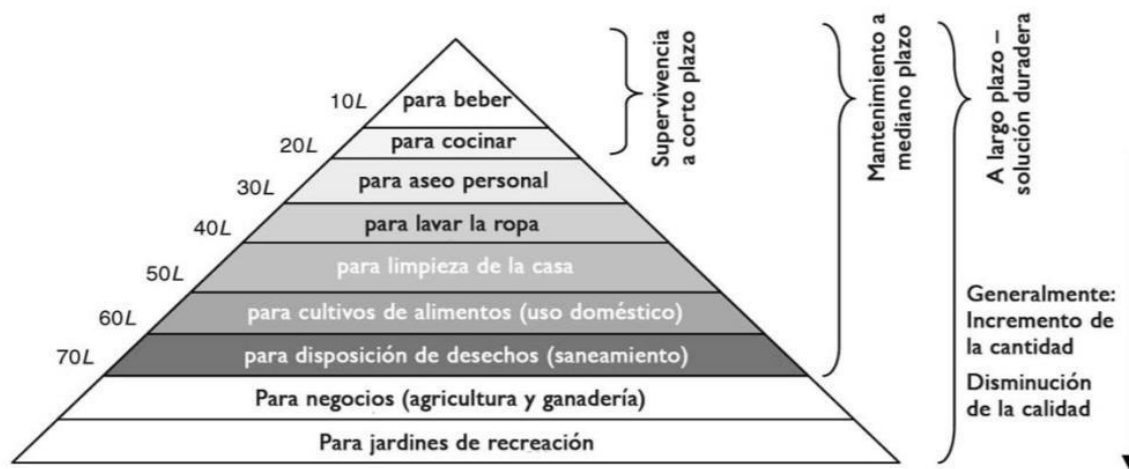 10L
para beber
20L
para cocinar
30L
para aseo personal
40L
para lavar la ropa
50L
para limpieza de la casa
60L
para cultivos de alimentos (uso doméstico)
70L
para disposición de desechos (saneamiento)
Para negocios (agricultura y ganadería)
Para jardines de recreación
Supervivencia
a corto plazo
Mantenimiento a
mediano plazo
A largo plazo –
solución duradera
Generalmente:
Incremento de
la cantidad
Disminución
de la calidad